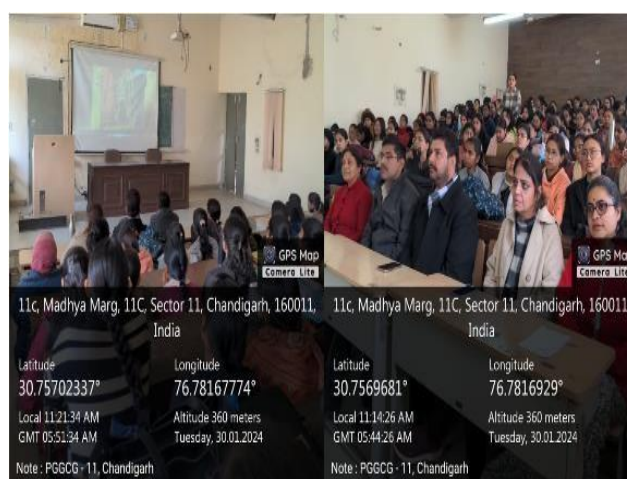 GPS Map
Camera Lite
11c, Madhya Marg, 11C, Sector 11, Chandigarh, 160011,
India
Latitude
30.75702337°
Longitude
76.78167774°
Local 11:21:34 AM
GMT 05:51:34 AM
Altitude 360 meters
Tuesday, 30.01.2024
Note : PGGCG - 11, Chandigarh
GPS Ma
Camera Lite
11c, Madhya Marg, 11C, Sector 11, Chandigarh, 160011
India
Latitude
30.7569681°
Longitude
76.7816929°
Local 11:14:26 AM
GMT 05:44:26 AM
Altitude 360 meters
Tuesday, 30.01.2024
Note : PGGCG - 11, Chandigarh